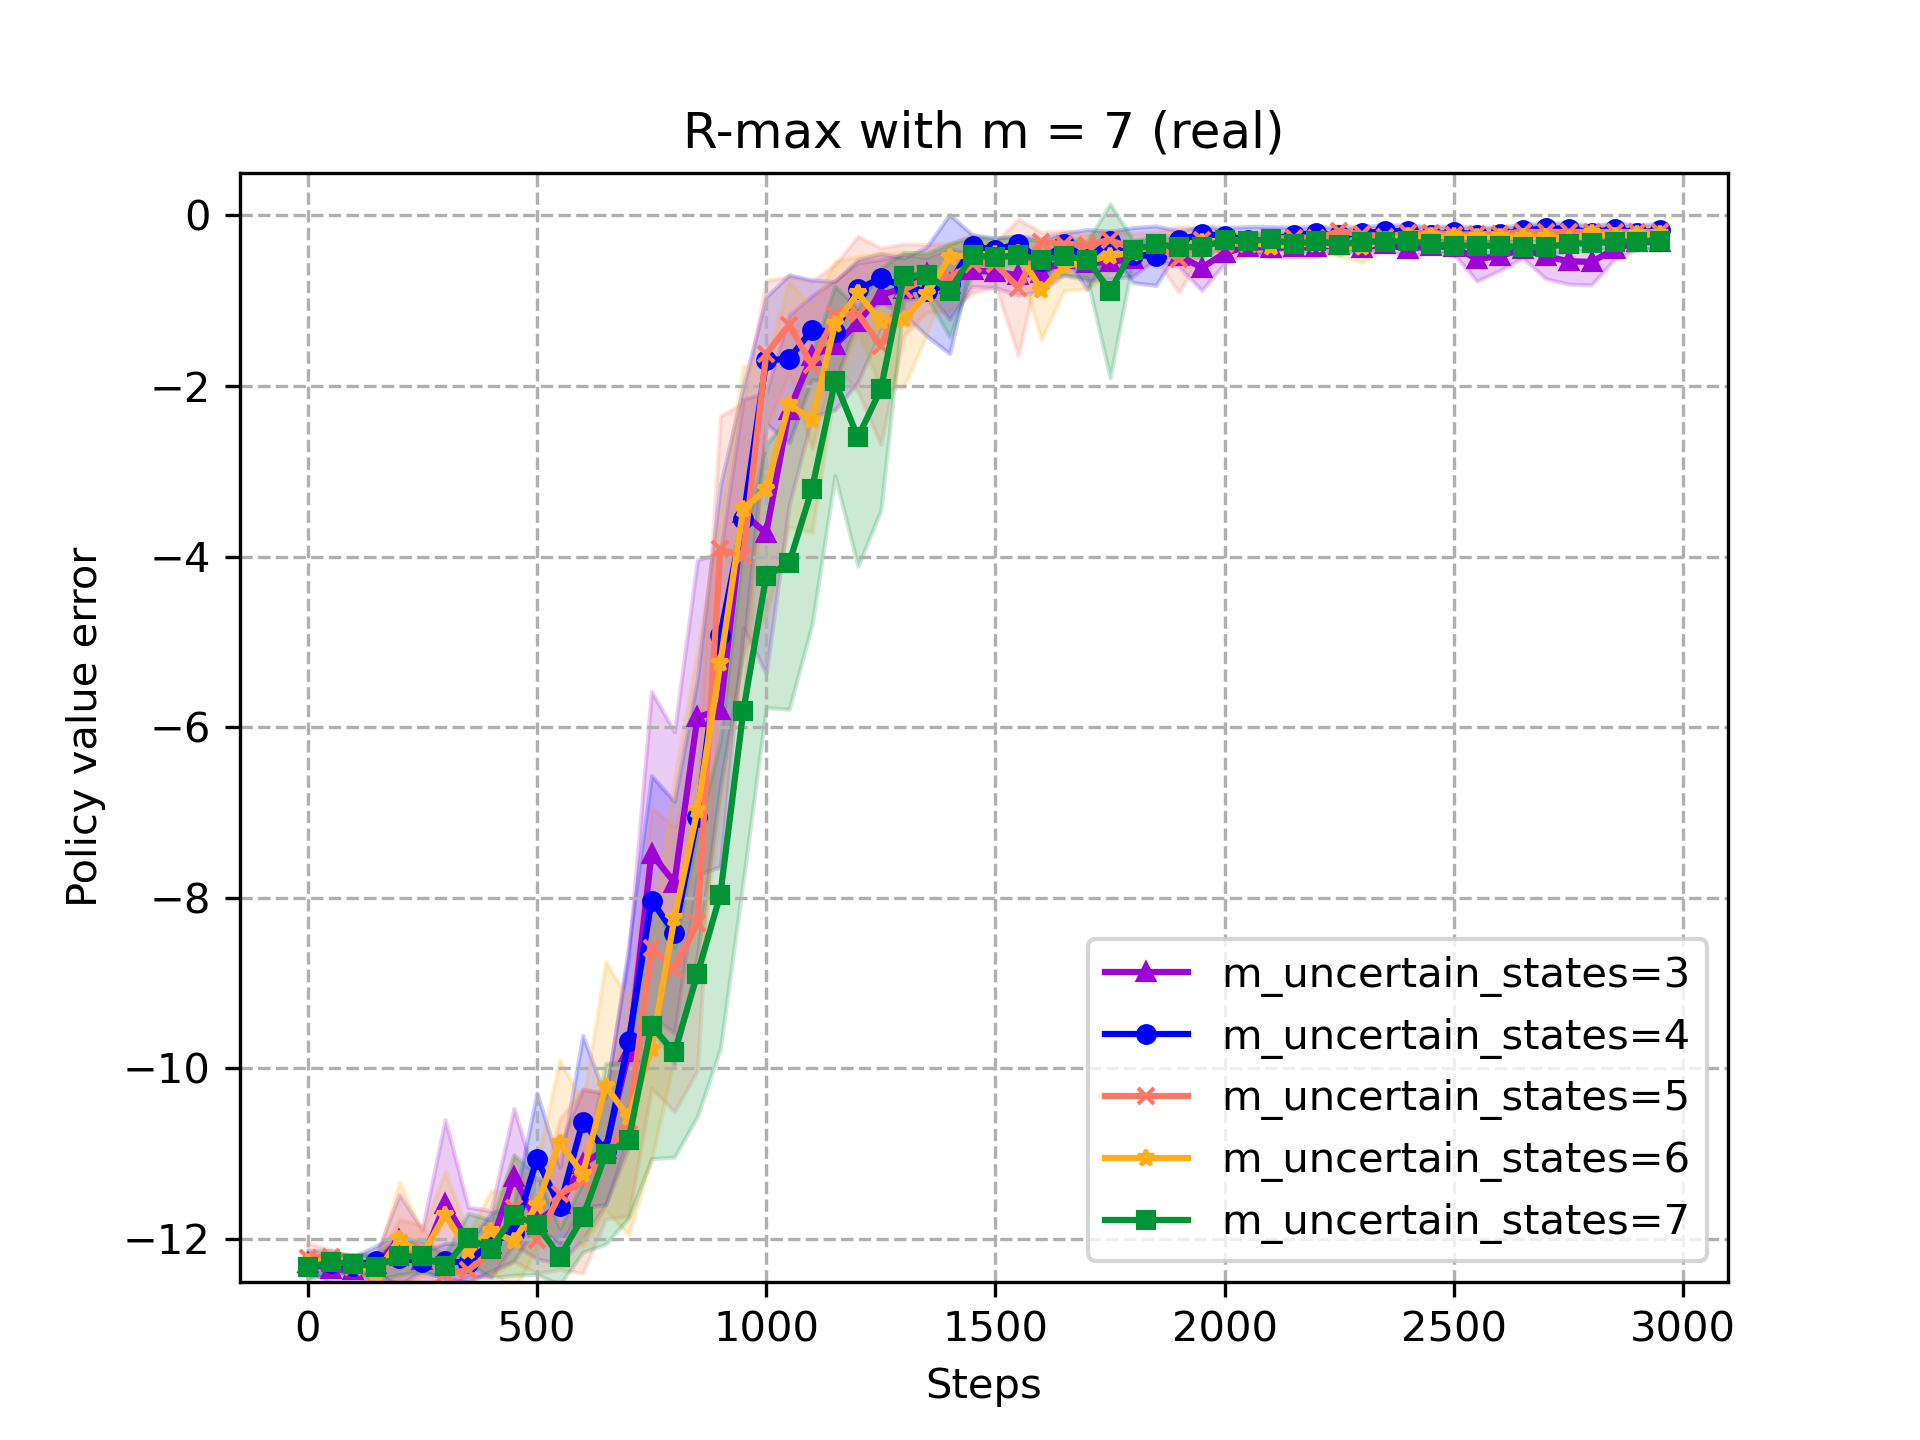 R-max with m = 7 (real)
Policy value error
0
−2
−4
−6
−8
−10
−12
0 500 1000 1500 2000 2500 3000
Steps
m_uncertain_states=3
m_uncertain_states=4
m_uncertain_states=5
m_uncertain_states=6
m_uncertain_states=7